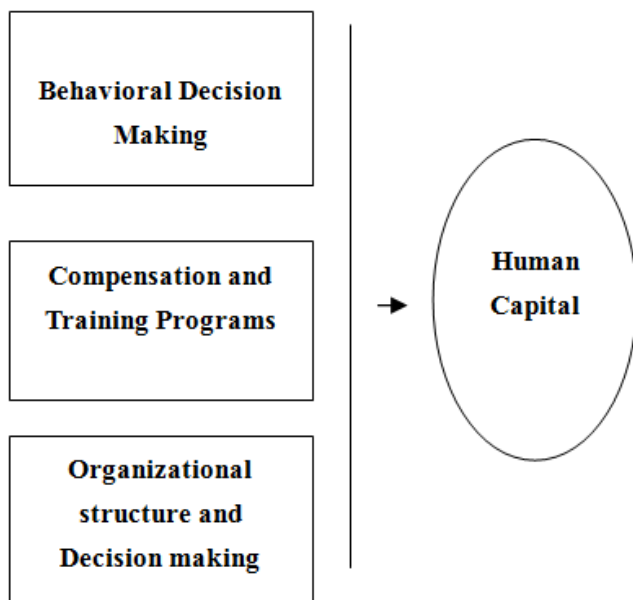 Behavioral Decision
Making
Compensation and
Training Programs
Organizational
structure and
Decision making
Human
Capital